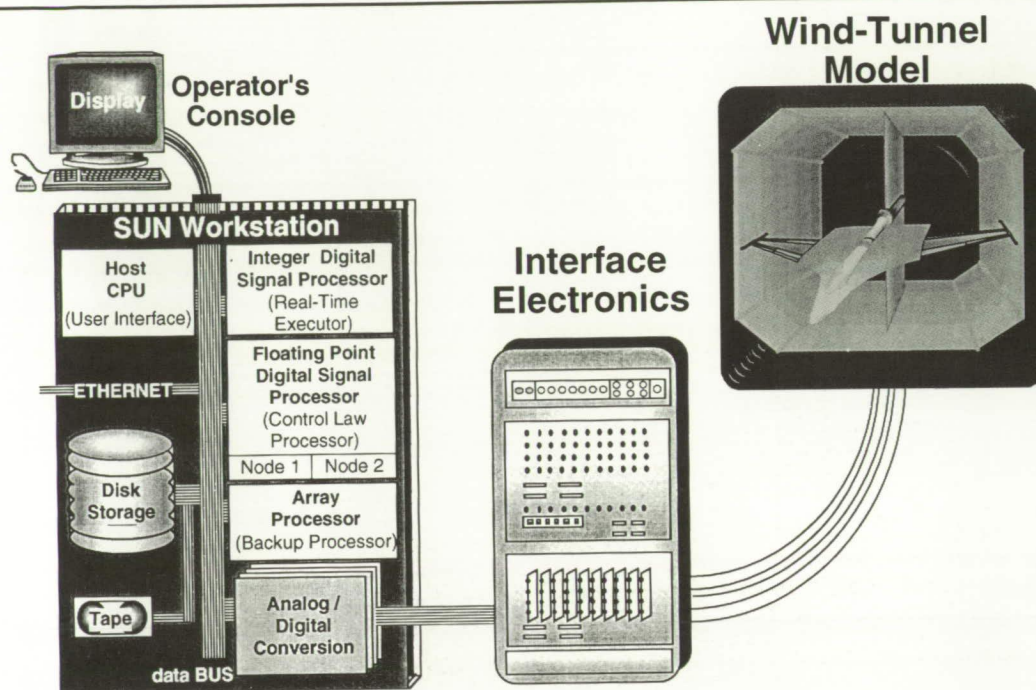 Wind-Tunnel
Model
Display
Operator's
Console
SUN Workstation
Host
CPU
(User Interface)
Integer Digital
Signal Processor
(Real-Time
Executor)
Interface
Electronics
ETHERNET
Floating Point
Digital Signal
Processor
(Control Law
Processor)
Node 1
Node 2
Disk
Storage
Array
Processor
(Backup Processor)
Tape
Analog /
Digital
Conversion
data BUS